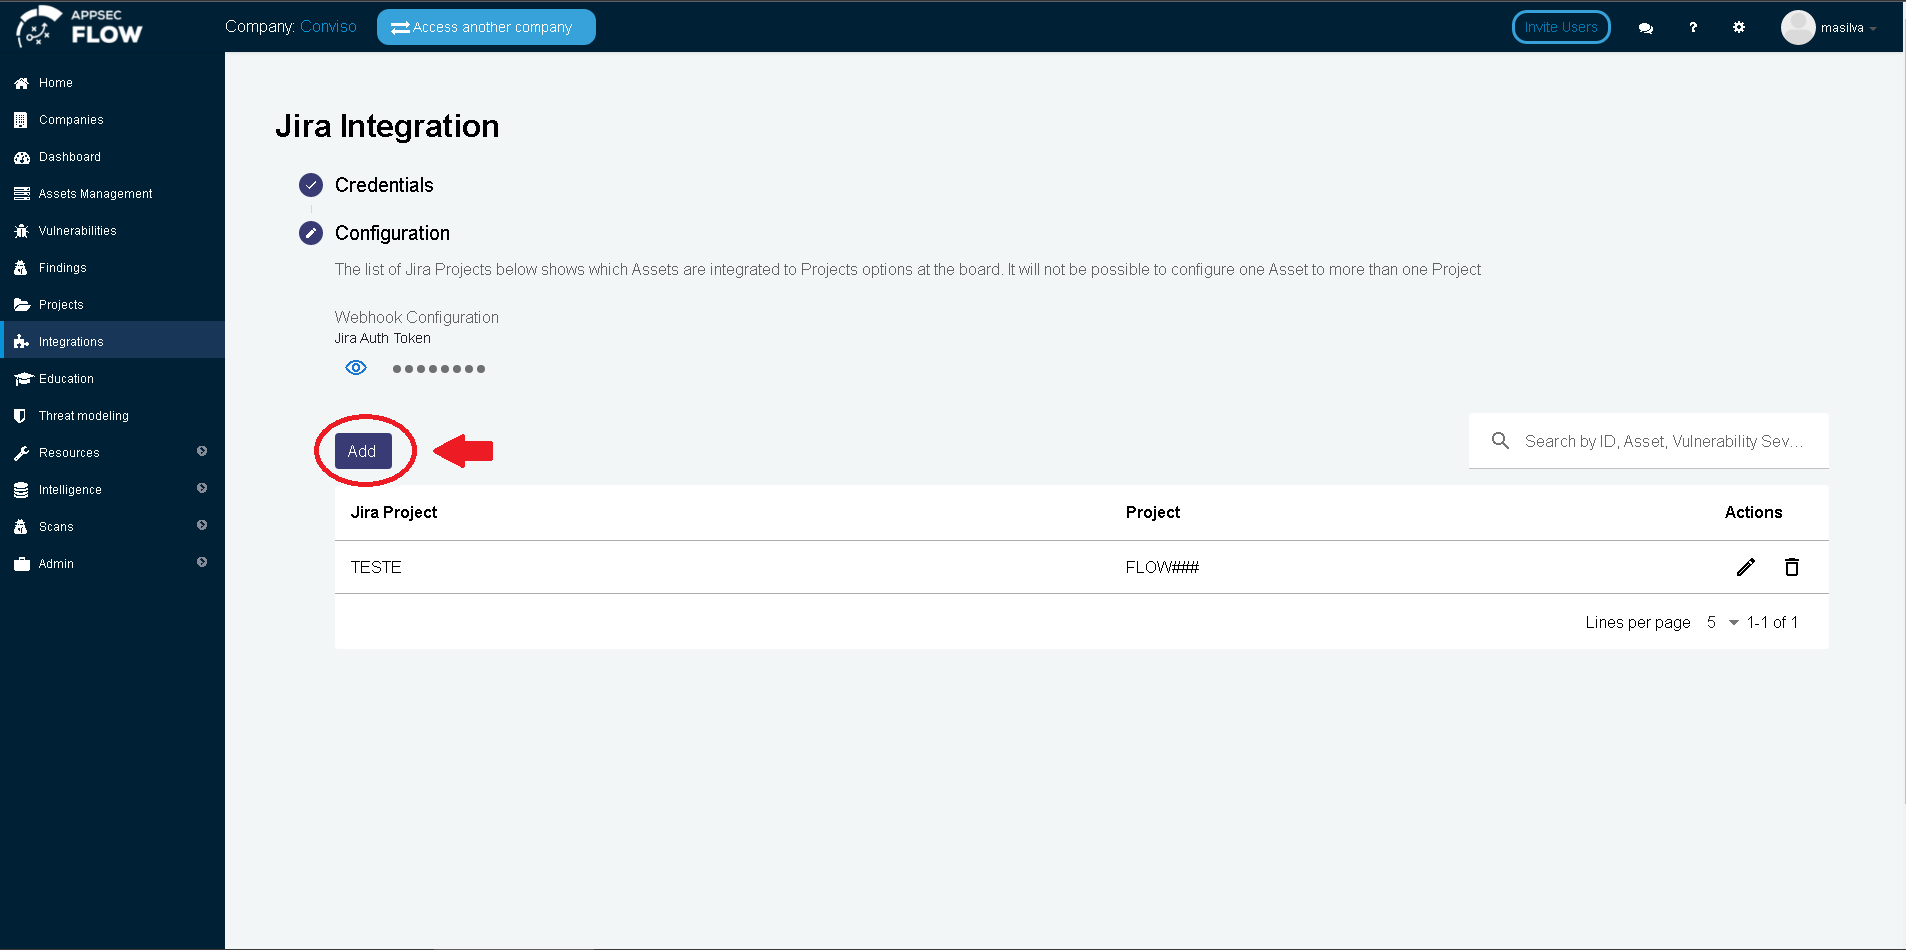 APPSEC
FLOW
Company: Conviso
Access another company
Invite Users
?
masilva
Home
Companies
Dashboard
Assets Management
Vulnerabilities
Findings
Projects
Integrations
Education
Threat modeling
Resources
Intelligence
Scans
Admin
Jira Integration
Credentials
Configuration
The list of Jira Projects below shows which Assets are integrated to Projects options at the board. It will not be possible to configure one Asset to more than one Project
Webhook Configuration
Jira Auth Token
Add
Search by ID, Asset, Vulnerability Sev...
Jira Project Project Actions
TESTE FLOW###
Lines per page 5 1-1 of 1